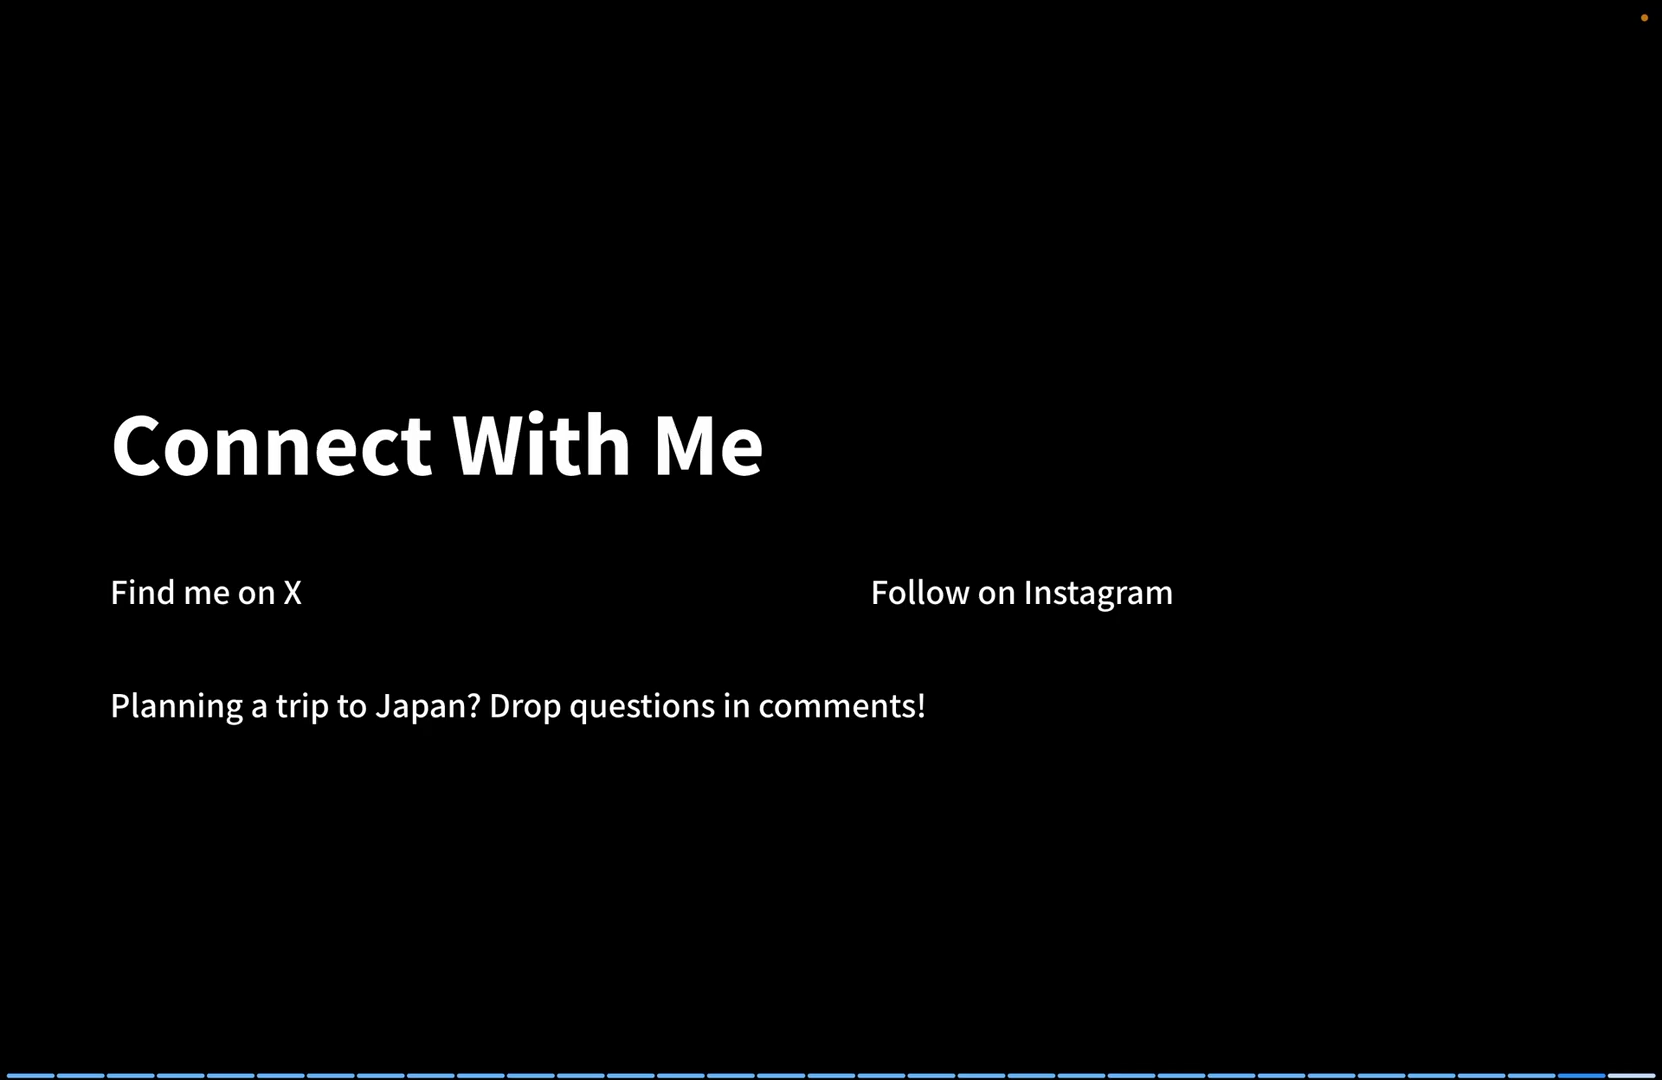 Connect With Me
Find me on X
Follow on Instagram
Planning a trip to Japan? Drop questions in comments!